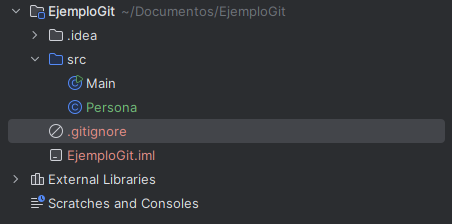 EjemploGit ~/Documentos/EjemploGit
.idea
src
Main
Persona
.gitignore
EjemploGit.iml
External Libraries
Scratches and Consoles